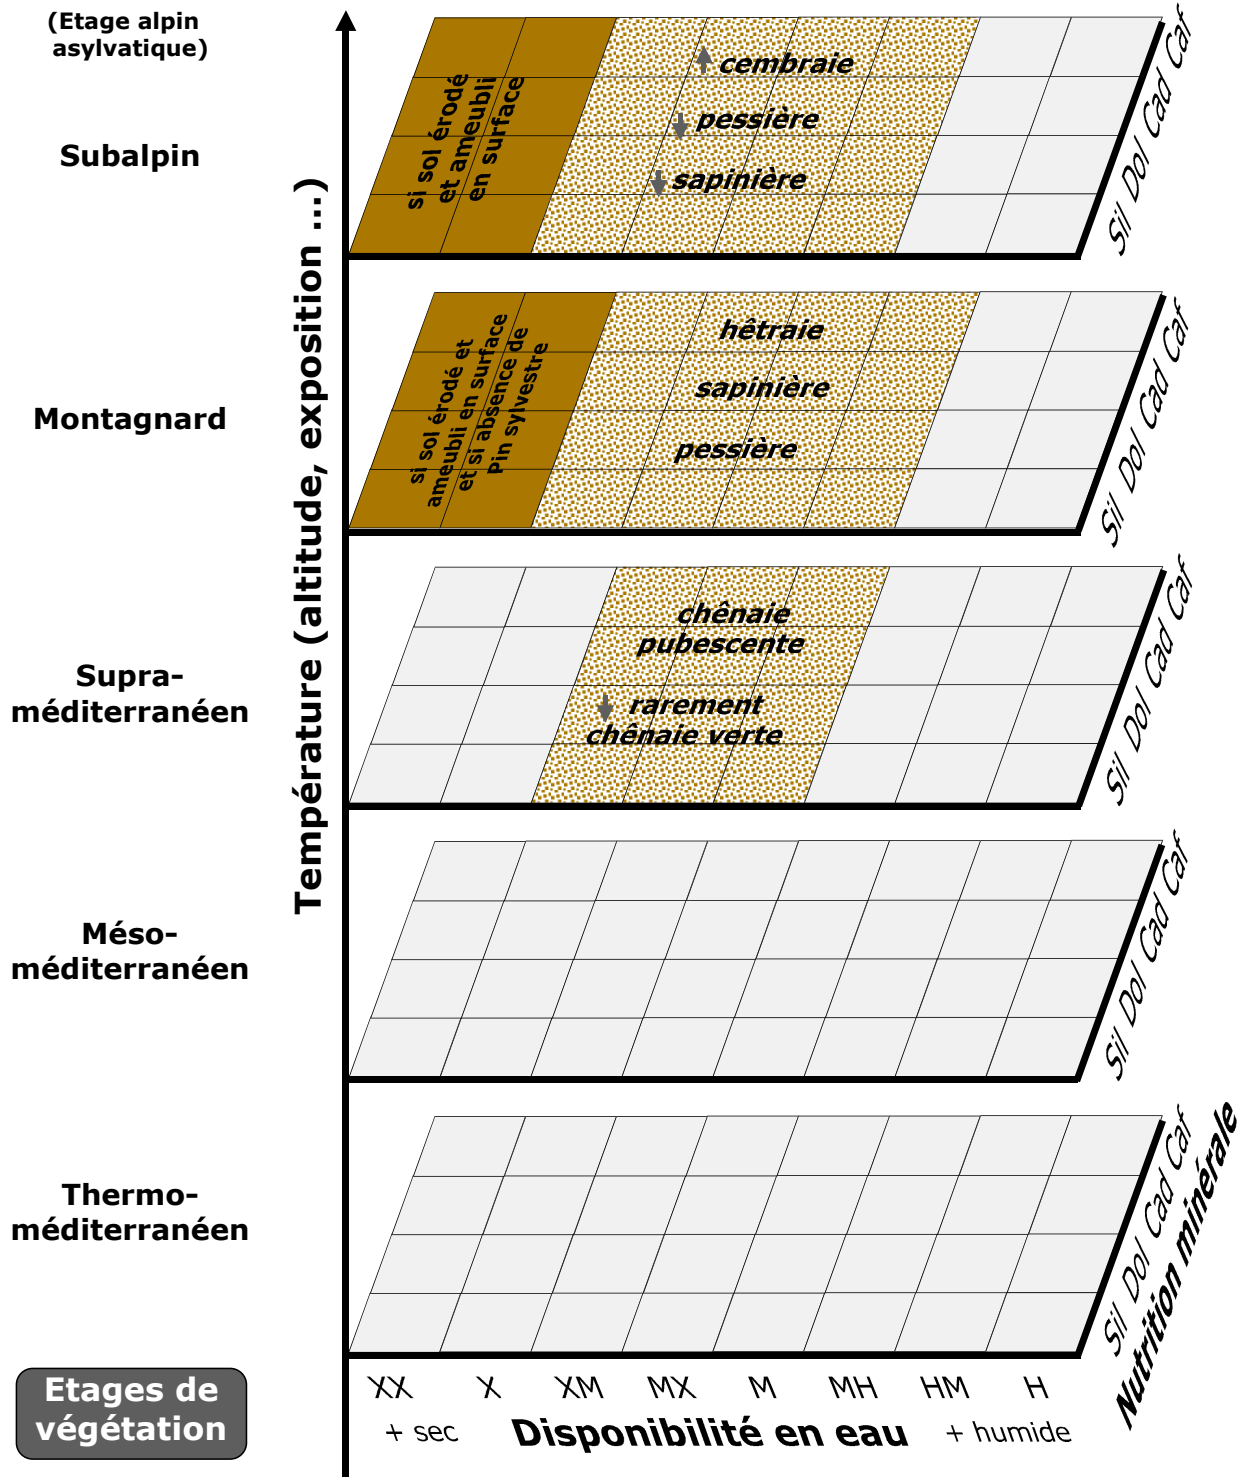 (Etage alpin
asylvatique)
Subalpin
Montagnard
Supra-
méditerranéen
Méso-
méditerranéen
Thermo-
méditerranéen
Etages de
végétation
Température (altitude, exposition ...)
si sol érodé
et ameubli
en surface
cembraie
pessière
sapinière
Sil Dol Cad Caf
si sol érodé et
ameubli en surface
et si absence de
Pin sylvestre
hêtraie
sapinière
pessière
Sil Dol Cad Caf
chênaie
pubescente
rarement
chênaie verte
Sil Dol Cad Caf
Sil Dol Cad Caf
Sil Dol Cad Caf
Nutrition minérale
XX X XM MX M MH HM H
+ sec Disponibilité en eau + humide